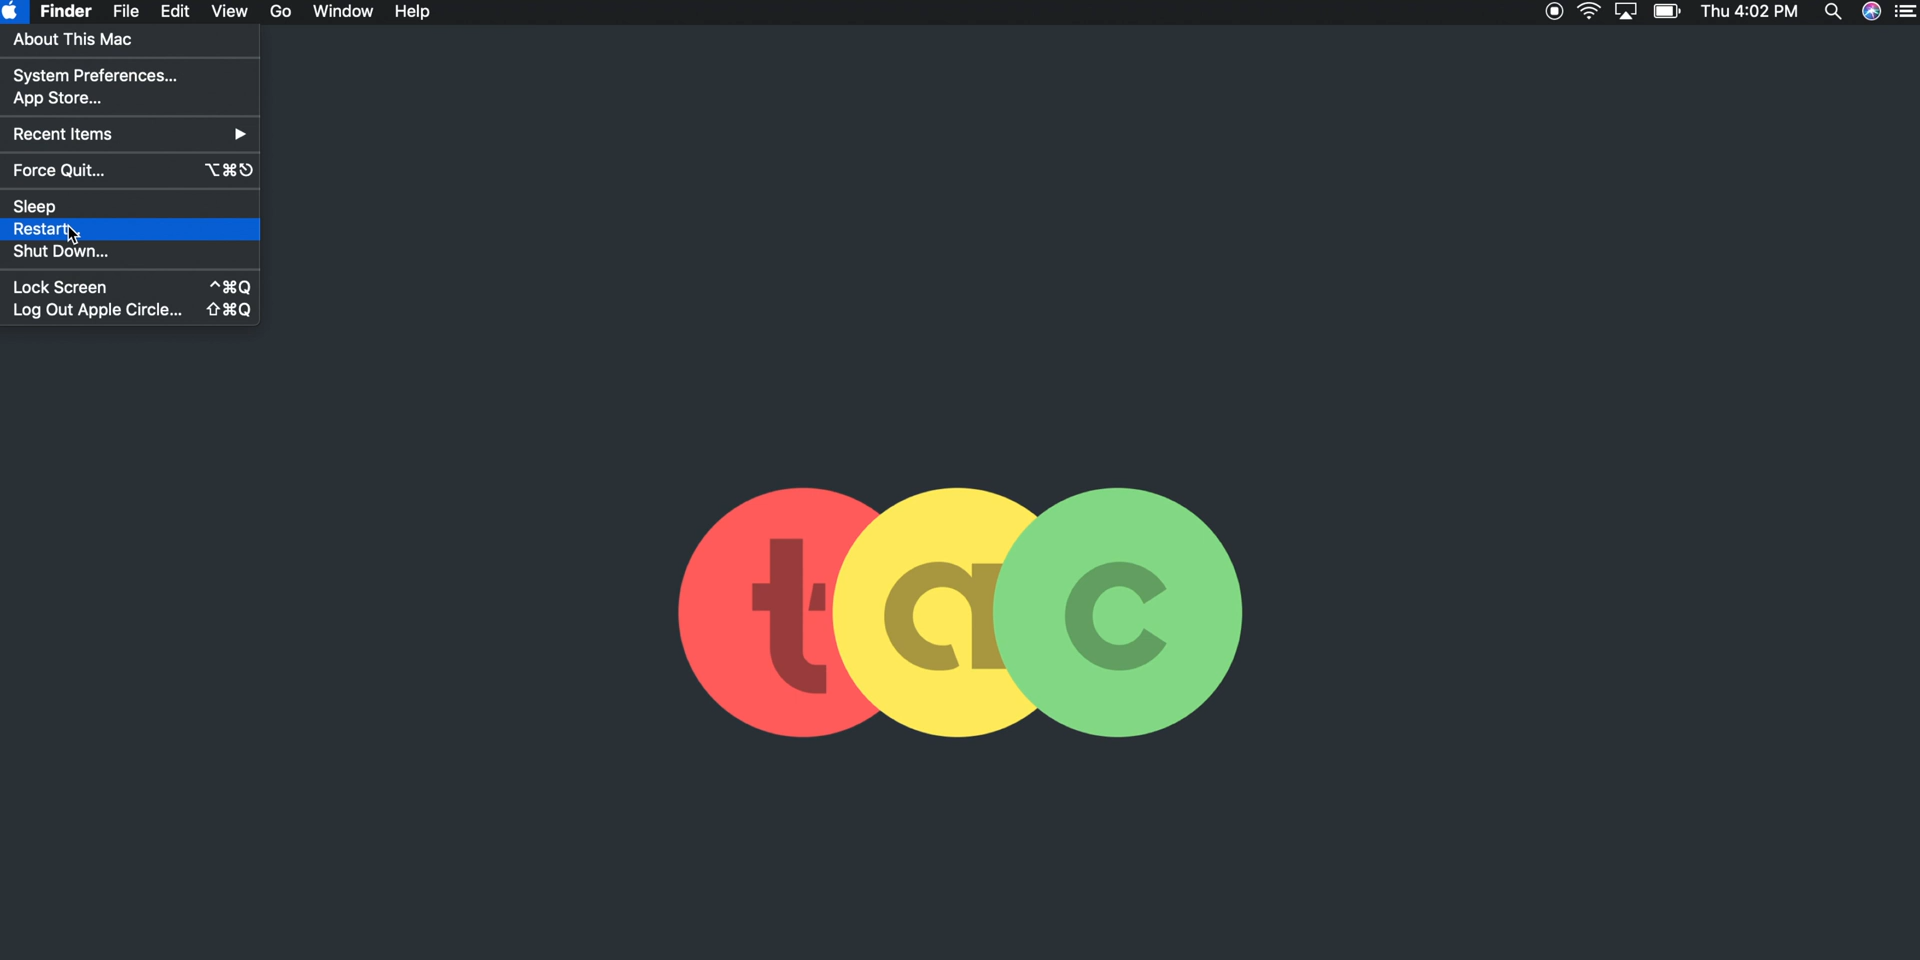 Finder File Edit View Go Window Help Thu 4:02 PM
About This Mac
System Preferences...
App Store...
Recent Items ▶
Force Quit... ⌥⌘⎋
Sleep
Restart...
Shut Down...
Lock Screen ^⌘Q
Log Out Apple Circle... ⇧⌘Q
t a c